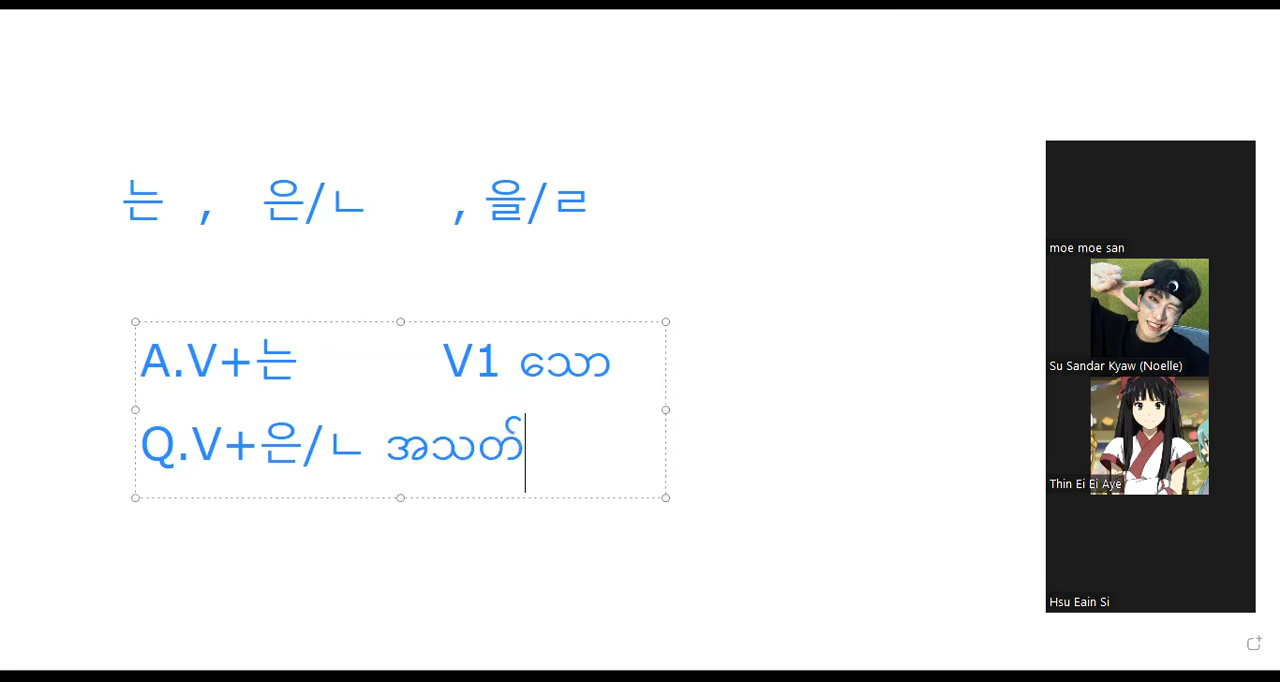 는 , 은/ㄴ , 을/ㄹ
A.V+는 V1 သော
Q.V+은/ㄴ အသတ်
moe moe san
Su Sandar Kyaw (Noelle)
Thin Ei Ei Aye
Hsu Eain Si